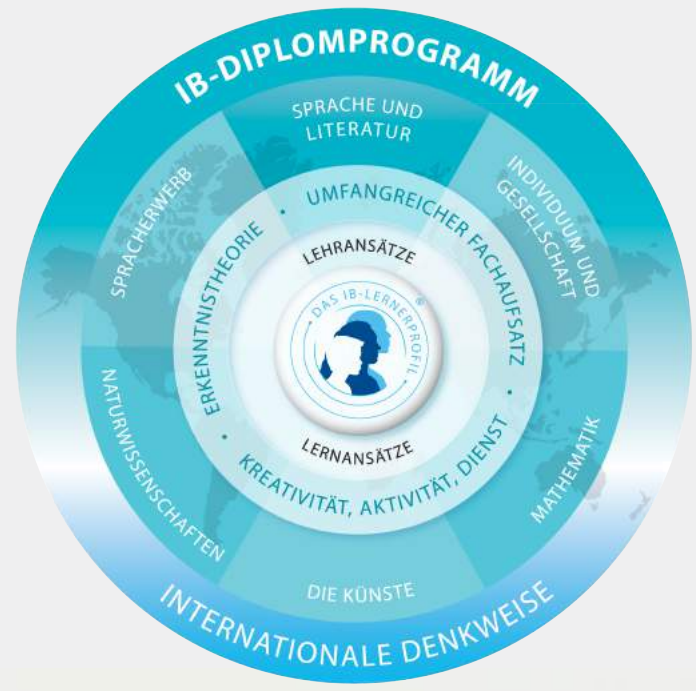 IB-DIPLOMPROGRAMM
SPRACHE UND
LITERATUR
SPRACHERWERB
INDIVIDUUM UND
GESELLSCHAFT
UMFANGREICHER FACHAUFSATZ
ERKENNTNISTHEORIE
LEHRANSÄTZE
DAS IB-LERNERPROFIL
®
LERNANSÄTZE
KREATIVITÄT, AKTIVITÄT, DIENST
NATURWISSENSCHAFTEN
MATHEMATIK
DIE KÜNSTE
INTERNATIONALE DENKWEISE